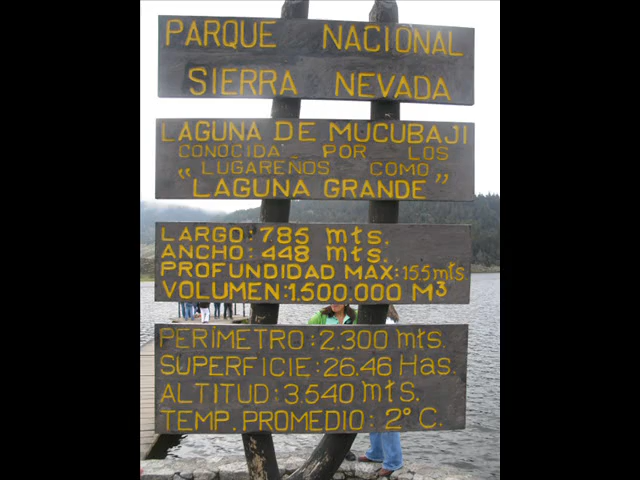 PARQUE NACIONAL
SIERRA NEVADA
LAGUNA DE MUCUBAJI
CONOCIDA POR LOS
"LUGAREÑOS COMO
LAGUNA GRANDE"
LARGO: 785 mts.
ANCHO: 448 mts.
PROFUNDIDAD MAX: 155 mts.
VOLUMEN: 1.500.000 M³
PERIMETRO: 2.300 mts.
SUPERFICIE: 26.46 Has.
ALTITUD: 3.540 mts.
TEMP. PROMEDIO: 2° C.